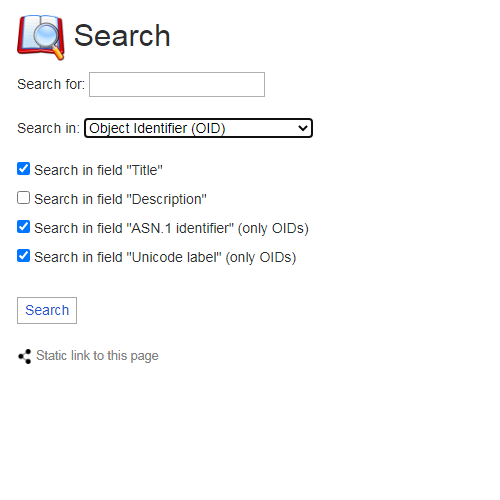 Search
Search for:
Search in: Object Identifier (OID)
Search in field "Title"
Search in field "Description"
Search in field "ASN.1 identifier" (only OIDs)
Search in field "Unicode label" (only OIDs)
Search
Static link to this page